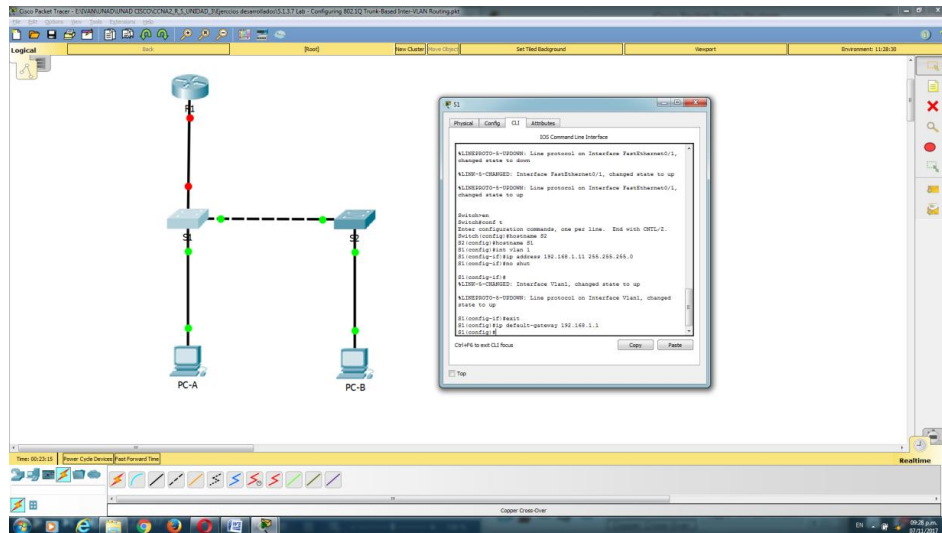 Cisco Packet Tracer - E:\IVAN\UNAD\UNAD CISCO\CCNA2_R_S_UNIDAD_3\Ejercicios desarrollados\5.1.3.7 Lab - Configuring 802.1Q Trunk-Based Inter-VLAN Routing.pkt
File Edit Options View Tools Extensions Help
Logical
Back
[Root]
New Cluster
Move Object
Set Tiled Background
Viewport
Environment: 11:28:30
R1
S1
S2
PC-A
PC-B
S1
Physical Config CLI Attributes
IOS Command Line Interface
%LINEPROTO-5-UPDOWN: Line protocol on Interface FastEthernet0/1,
changed state to down
%LINK-5-CHANGED: Interface FastEthernet0/1, changed state to up
%LINEPROTO-5-UPDOWN: Line protocol on Interface FastEthernet0/1,
changed state to up
Switch>en
Switch#conf t
Enter configuration commands, one per line. End with CNTL/Z.
Switch(config)#hostname S2
S2(config)#hostname S1
S1(config)#int vlan 1
S1(config-if)#ip address 192.168.1.11 255.255.255.0
S1(config-if)#no shut
S1(config-if)#
%LINK-5-CHANGED: Interface Vlan1, changed state to up
%LINEPROTO-5-UPDOWN: Line protocol on Interface Vlan1, changed
state to up
S1(config-if)#exit
S1(config)#ip default-gateway 192.168.1.1
S1(config)#
Ctrl+F6 to exit CLI focus
Copy
Paste
Top
Time: 00:23:15
Power Cycle Devices
Fast Forward Time
Realtime
Copper Cross-Over
EN
09:28 p.m.
07/11/2017